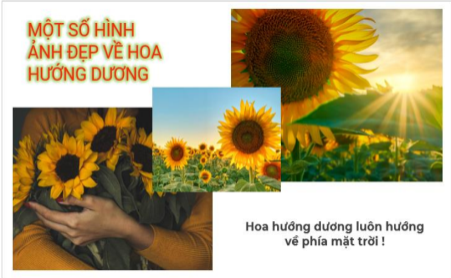 MỘT SỐ HÌNH
ẢNH ĐẸP VỀ HOA
HƯỚNG DƯƠNG
Hoa hướng dương luôn hướng
về phía mặt trời !